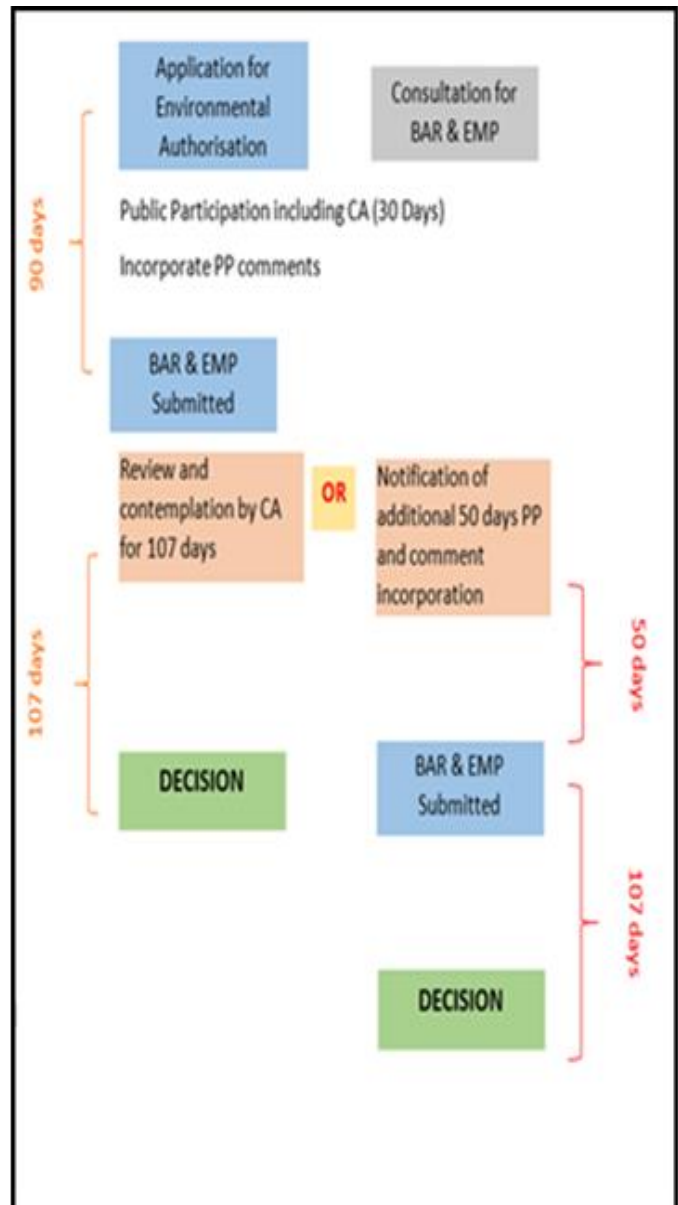 Application for
Environmental
Authorisation
Consultation for
BAR & EMP
90 days
Public Participation including CA (30 Days)
Incorporate PP comments
BAR & EMP
Submitted
Review and
contemplation by CA
for 107 days
OR
Notification of
additional 50 days PP
and comment
incorporation
107 days
50 days
DECISION
BAR & EMP
Submitted
107 days
DECISION